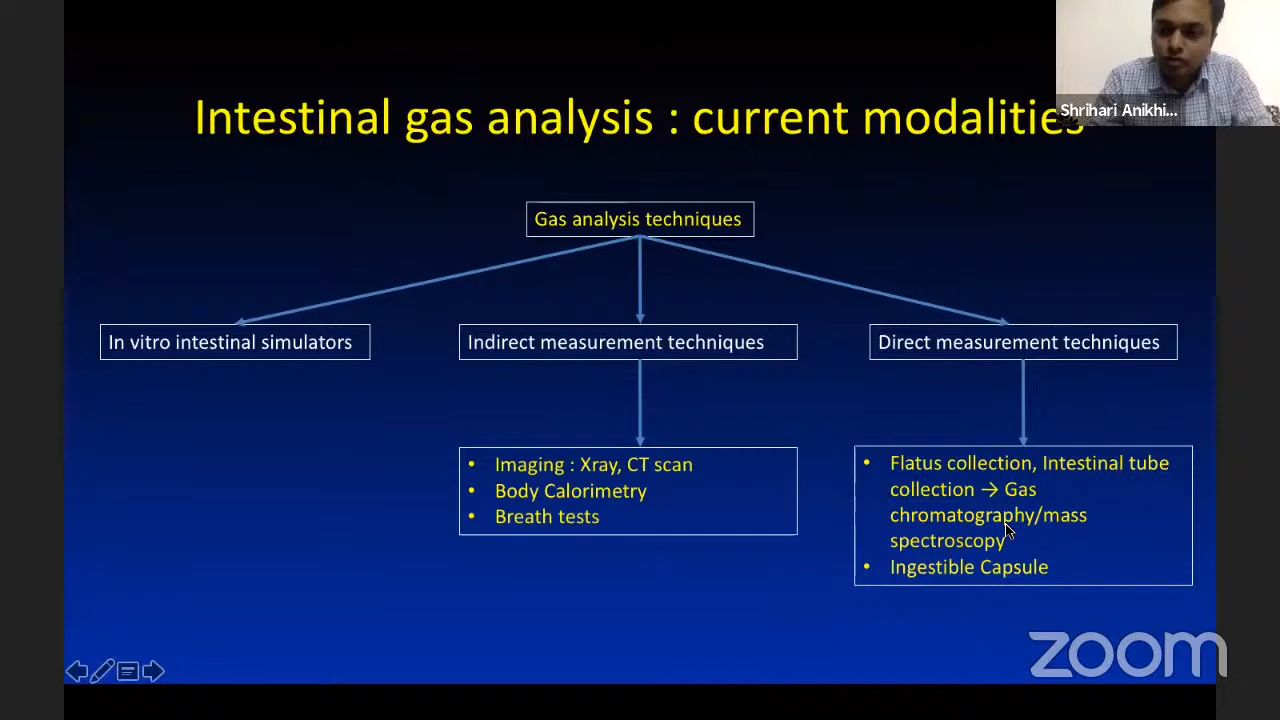 Intestinal gas analysis : current modalities
Shrihari Anikhi...
Gas analysis techniques
In vitro intestinal simulators
Indirect measurement techniques
Direct measurement techniques
• Imaging : Xray, CT scan
• Body Calorimetry
• Breath tests
• Flatus collection, Intestinal tube
collection → Gas
chromatography/mass
spectroscopy
• Ingestible Capsule
zoom